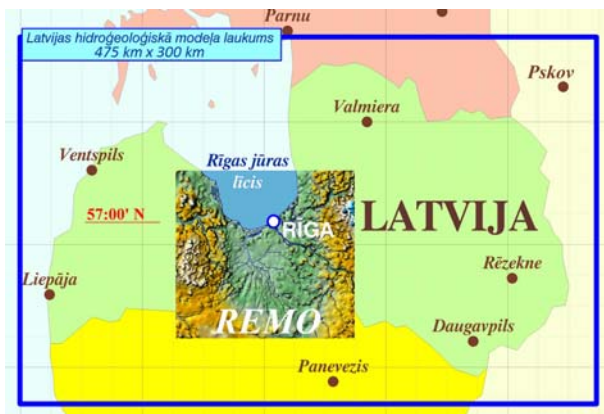 Parnu
Latvijas hidroģeoloģiskā modeļa laukums
475 km x 300 km
Pskov
Valmiera
Ventspils
Rīgas jūras
līcis
57:00' N
RĪGA
LATVIJA
Rēzekne
Liepāja
REMO
Daugavpils
Panevezis